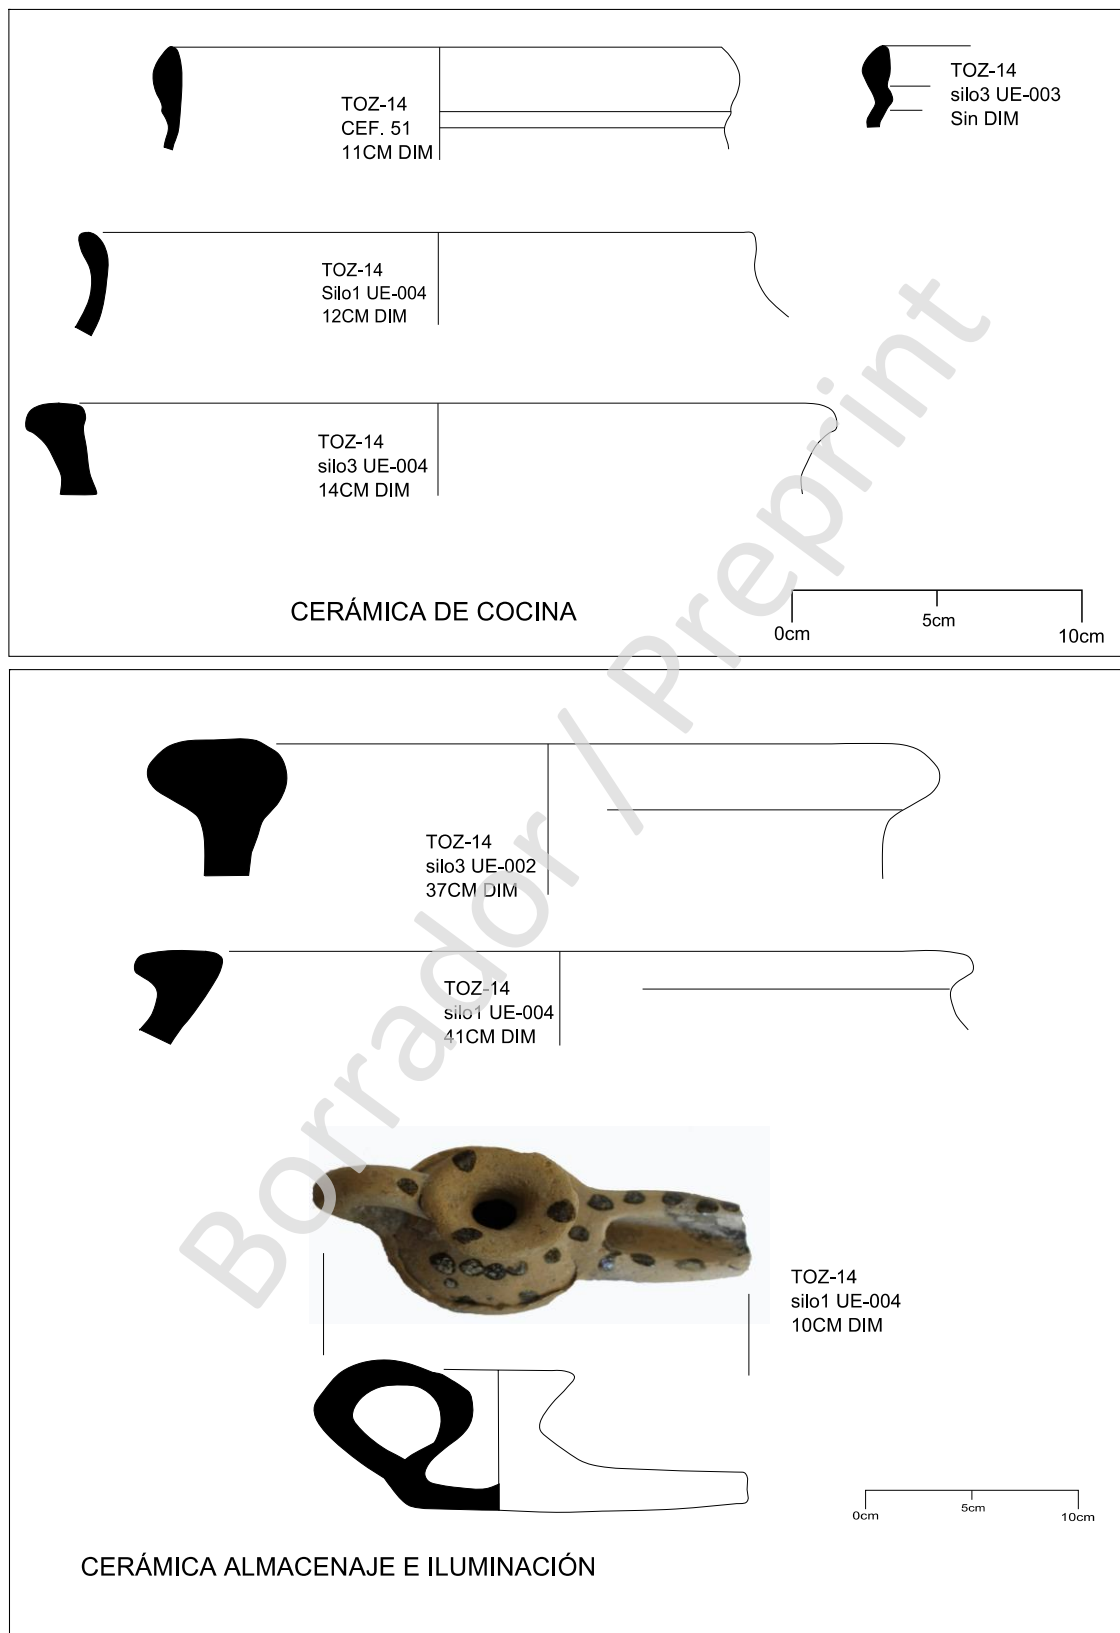 TOZ-14
CEF. 51
11CM DIM
TOZ-14
silo3 UE-003
Sin DIM
TOZ-14
Silo1 UE-004
12CM DIM
TOZ-14
silo3 UE-004
14CM DIM
CERÁMICA DE COCINA
0cm
5cm
10cm
TOZ-14
silo3 UE-002
37CM DIM
TOZ-14
silo1 UE-004
41CM DIM
TOZ-14
silo1 UE-004
10CM DIM
0cm
5cm
10cm
CERÁMICA ALMACENAJE E ILUMINACIÓN
Borrador / Preprint